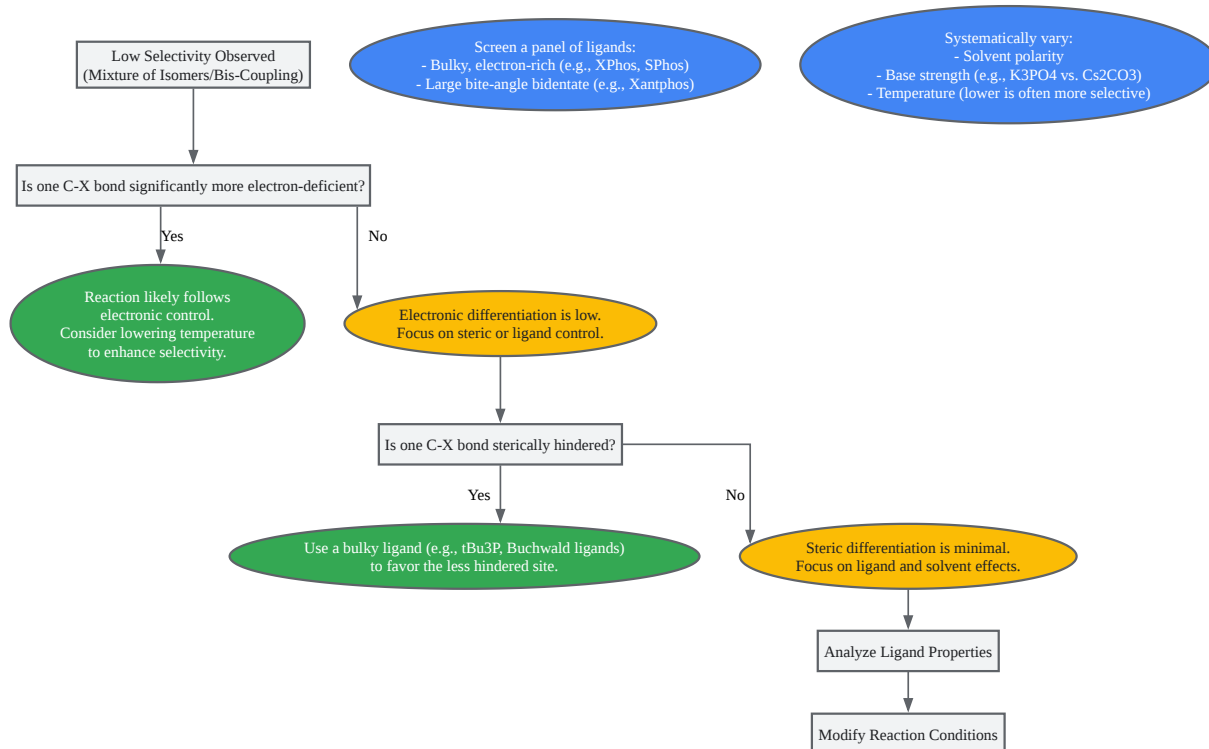 Low Selectivity Observed
(Mixture of Isomers/Bis-Coupling)
Screen a panel of ligands:
- Bulky, electron-rich (e.g., XPhos, SPhos)
- Large bite-angle bidentate (e.g., Xantphos)
Systematically vary:
- Solvent polarity
- Base strength (e.g., K3PO4 vs. Cs2CO3)
- Temperature (lower is often more selective)
Is one C-X bond significantly more electron-deficient?
Yes
No
Reaction likely follows
electronic control.
Consider lowering temperature
to enhance selectivity.
Electronic differentiation is low.
Focus on steric or ligand control.
Is one C-X bond sterically hindered?
Yes
No
Use a bulky ligand (e.g., tBu3P, Buchwald ligands)
to favor the less hindered site.
Steric differentiation is minimal.
Focus on ligand and solvent effects.
Analyze Ligand Properties
Modify Reaction Conditions